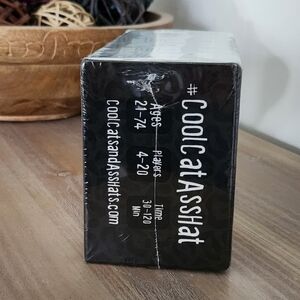 #CoolCatAssHat
Ages Players Time
21-74 4-20 30-120
Min
CoolCatsandAssHats.com